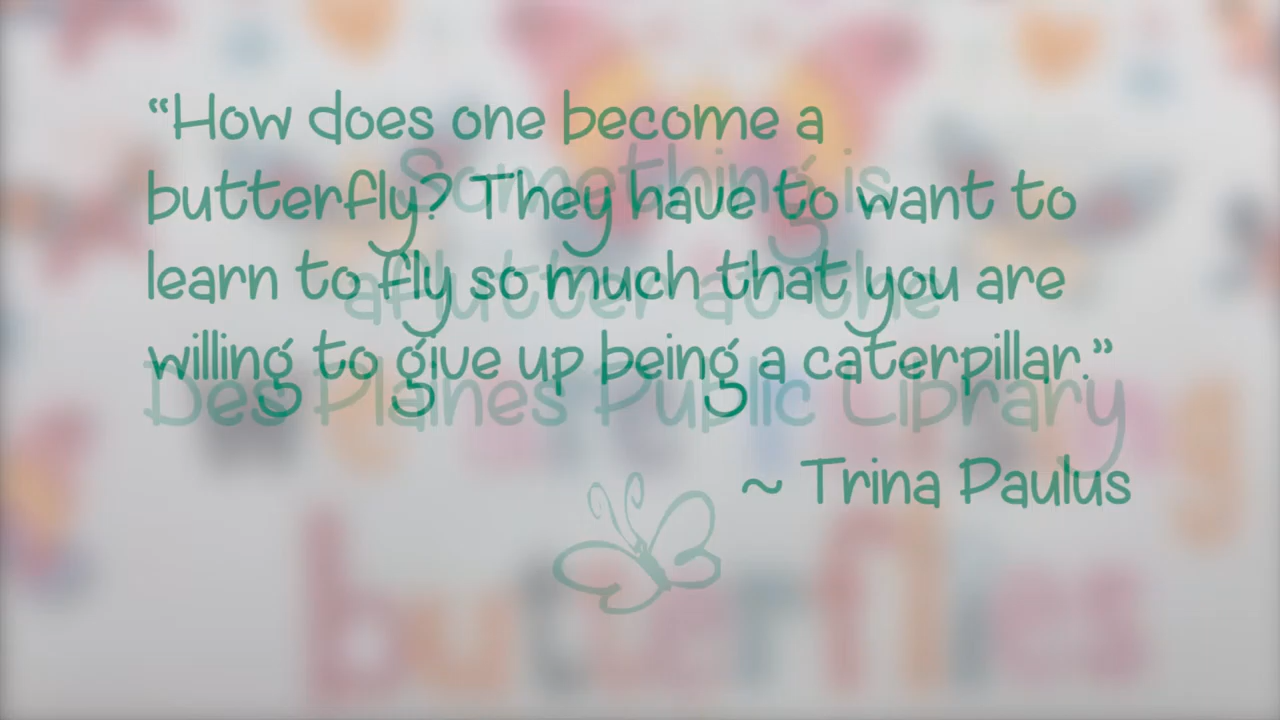 “How does one become a
butterfly? They have to want to
learn to fly so much that you are
willing to give up being a caterpillar.”
~ Trina Paulus
Something is
aflutter at the
Des Plaines Public Library
butterflies